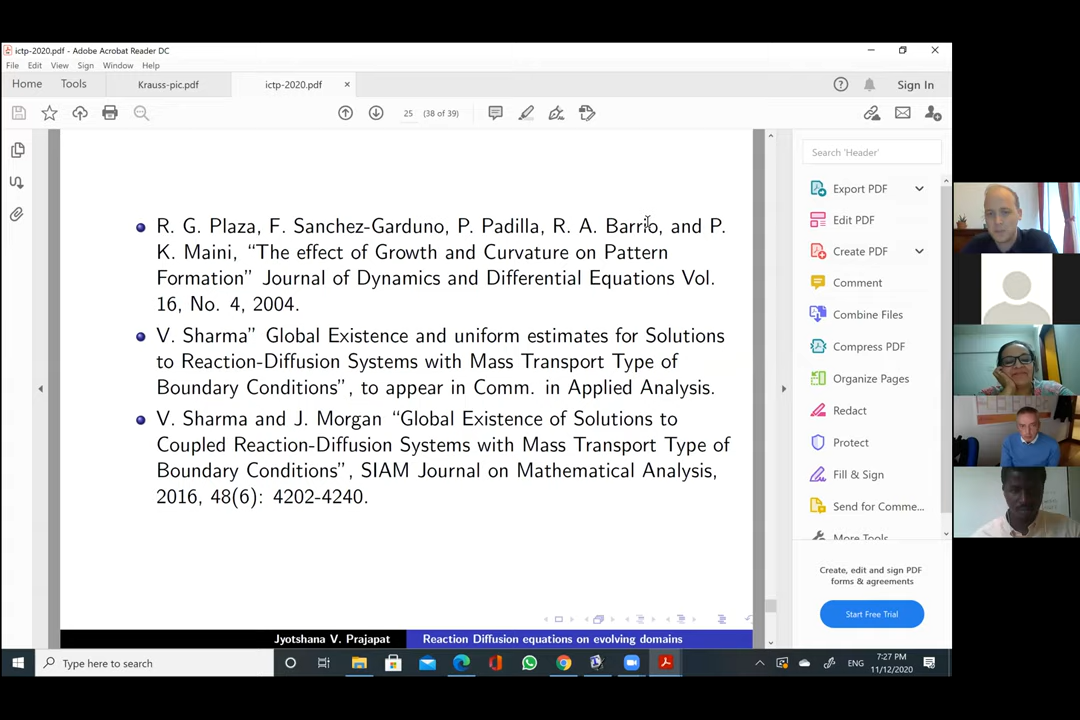 ictp-2020.pdf - Adobe Acrobat Reader DC
File Edit View Sign Window Help
Home Tools Krauss-pic.pdf ictp-2020.pdf × Sign In
25 (38 of 39)
Search 'Header'
Export PDF
Edit PDF
Create PDF
Comment
Combine Files
Compress PDF
Organize Pages
Redact
Protect
Fill & Sign
Send for Comme...
More Tools
Create, edit and sign PDF
forms & agreements
Start Free Trial
R. G. Plaza, F. Sanchez-Garduno, P. Padilla, R. A. Barrio, and P.
K. Maini, “The effect of Growth and Curvature on Pattern
Formation” Journal of Dynamics and Differential Equations Vol.
16, No. 4, 2004.
V. Sharma” Global Existence and uniform estimates for Solutions
to Reaction-Diffusion Systems with Mass Transport Type of
Boundary Conditions”, to appear in Comm. in Applied Analysis.
V. Sharma and J. Morgan “Global Existence of Solutions to
Coupled Reaction-Diffusion Systems with Mass Transport Type of
Boundary Conditions”, SIAM Journal on Mathematical Analysis,
2016, 48(6): 4202-4240.
Jyotshana V. Prajapat Reaction Diffusion equations on evolving domains
Type here to search
ENG
7:27 PM
11/12/2020